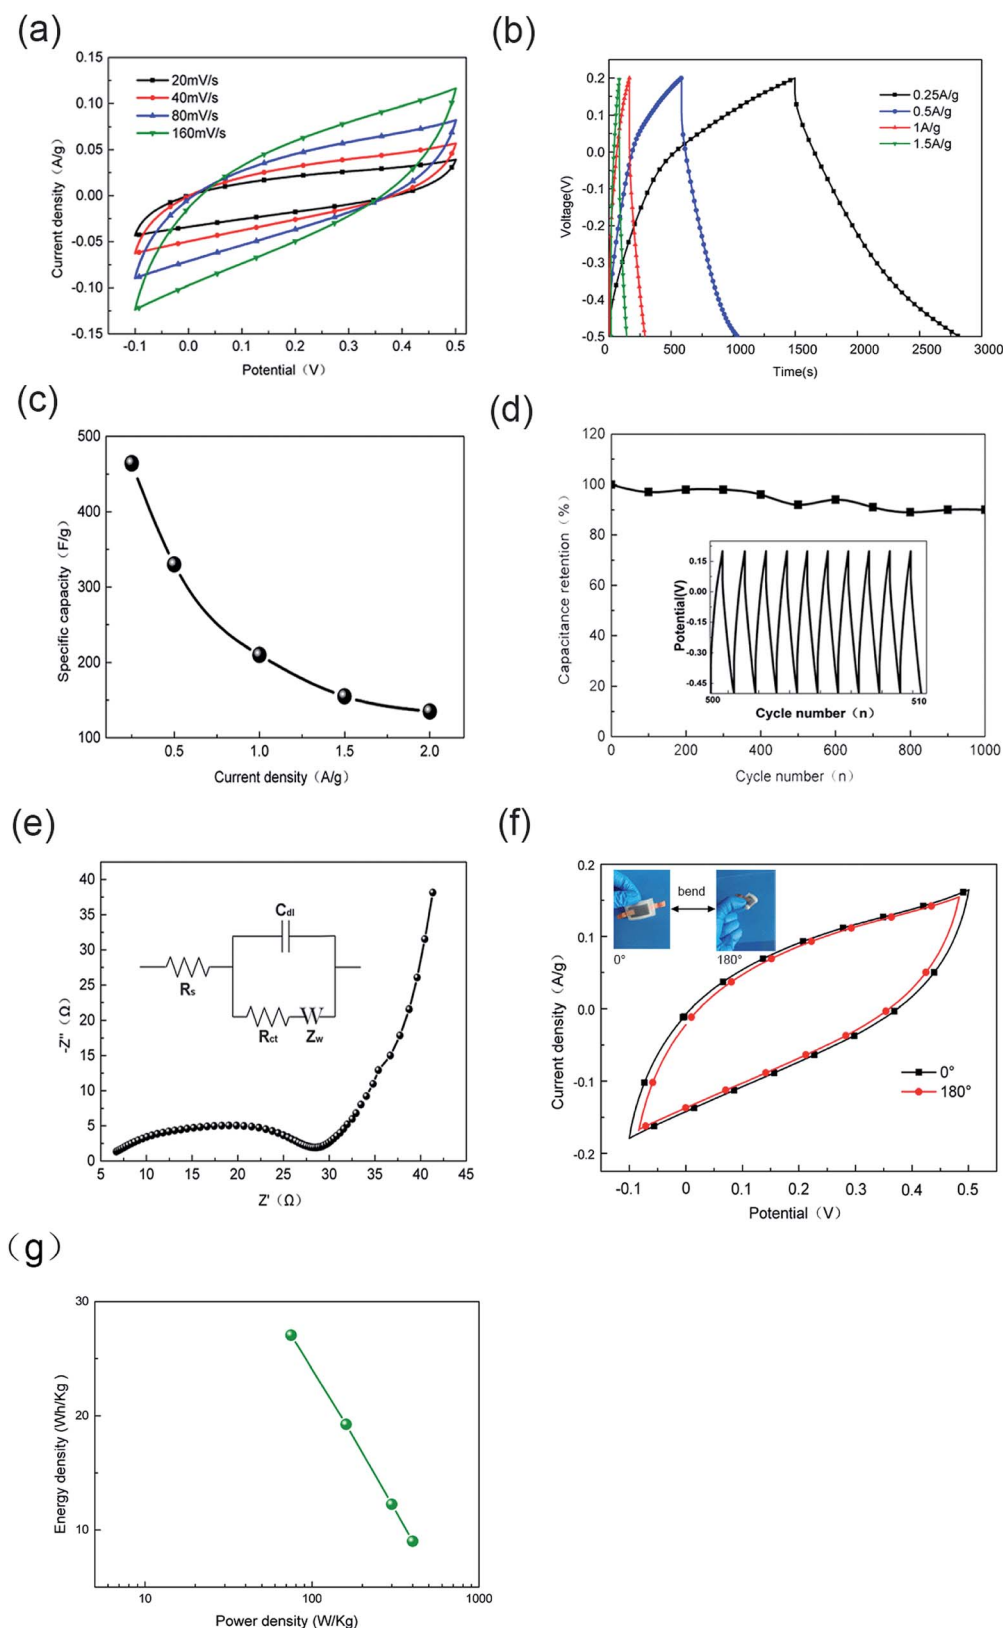 (a)
Current density (A/g)
0.15
0.10
0.05
0.00
-0.05
-0.10
-0.15
20mV/s
40mV/s
80mV/s
160mV/s
-0.1 0.0 0.1 0.2 0.3 0.4 0.5
Potential（V）
(b)
Voltage(V)
0.2
0.1
0.0
-0.1
-0.2
-0.3
-0.4
-0.5
0.25A/g
0.5A/g
1A/g
1.5A/g
0 500 1000 1500 2000 2500 3000
Time(s)
(c)
Specific capacity（F/g）
500
400
300
200
100
0.5 1.0 1.5 2.0
Current density（A/g）
(d)
Capacitance retention（%）
120
100
80
60
40
20
0
Potential(V)
0.15
0.00
-0.15
-0.30
-0.45
500 510
Cycle number（n）
0 200 400 600 800 1000
Cycle number（n）
(e)
-Z''（Ω）
40
35
30
25
20
15
10
5
0
Cdl
Rs
Rct Zw
5 10 15 20 25 30 35 40 45
Z'（Ω）
(f)
Current density（A/g）
0.2
0.1
0.0
-0.1
-0.2
bend
0° 180°
0°
180°
-0.1 0 0.1 0.2 0.3 0.4 0.5
Potential（V）
（g）
Energy density (Wh/Kg)
30
20
10
10 100 1000
Power density (W/Kg)